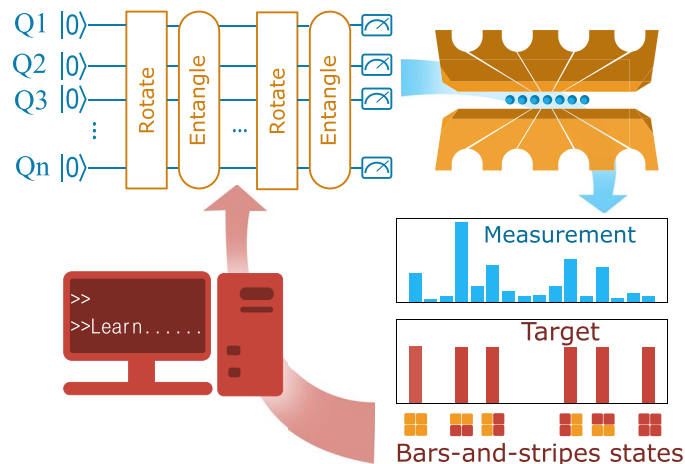 Q1 |0⟩
Q2 |0⟩
Q3 |0⟩
⋮
Qn |0⟩
Rotate
Entangle
...
Rotate
Entangle
Measurement
>>
>>Learn......
Target
Bars-and-stripes states